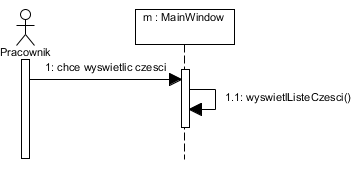 m : MainWindow
Pracownik
1: chce wyswietlic czesci
1.1: wyswietlListeCzesci()